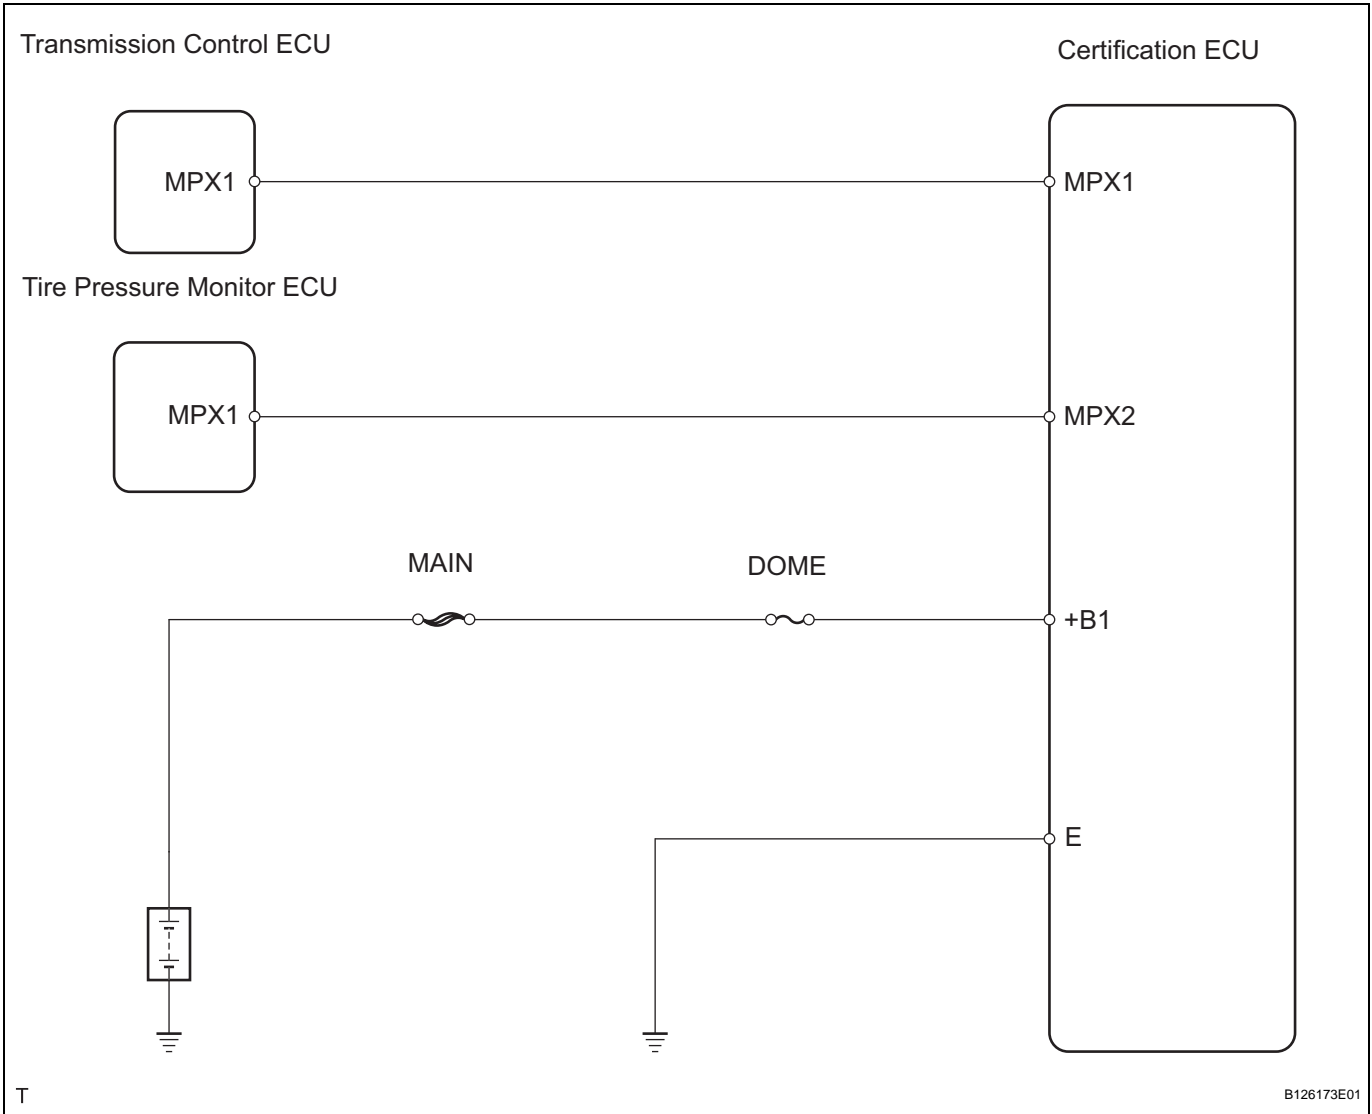 Transmission Control ECU
Certification ECU
MPX1
MPX1
Tire Pressure Monitor ECU
MPX1
MPX2
MAIN
DOME
+B1
E
T
B126173E01